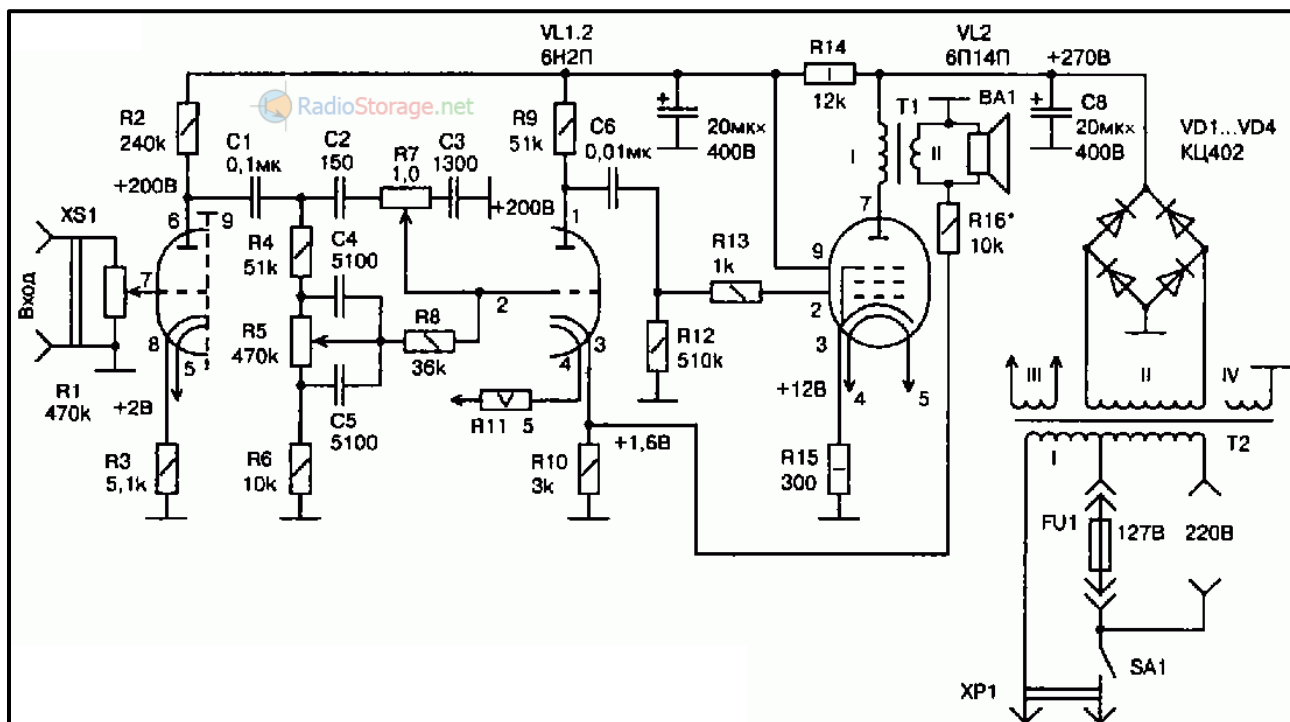 RadioStorage.net
VL1.2
6Н2П
VL2
6П14П
R14
12k
+270В
R2
240k
R9
51k
C6
0,01мк
20мк×
400В
T1
BA1
C8
20мк×
400В
VD1...VD4
КЦ402
C1
0,1мк
C2
150
R7
1,0
C3
1300
I
II
+200В
+200В
XS1
6
9
1
7
R16*
10k
Вход
7
R4
51k
C4
5100
R13
1k
9
2
2
8
5
R5
470k
R8
36k
3
4
R12
510k
3
4
5
R1
470k
+2В
C5
5100
R11
5
+1,6В
+12В
III
II
IV
I
T2
R3
5,1k
R6
10k
R10
3k
R15
300
FU1
127В
220В
SA1
XP1